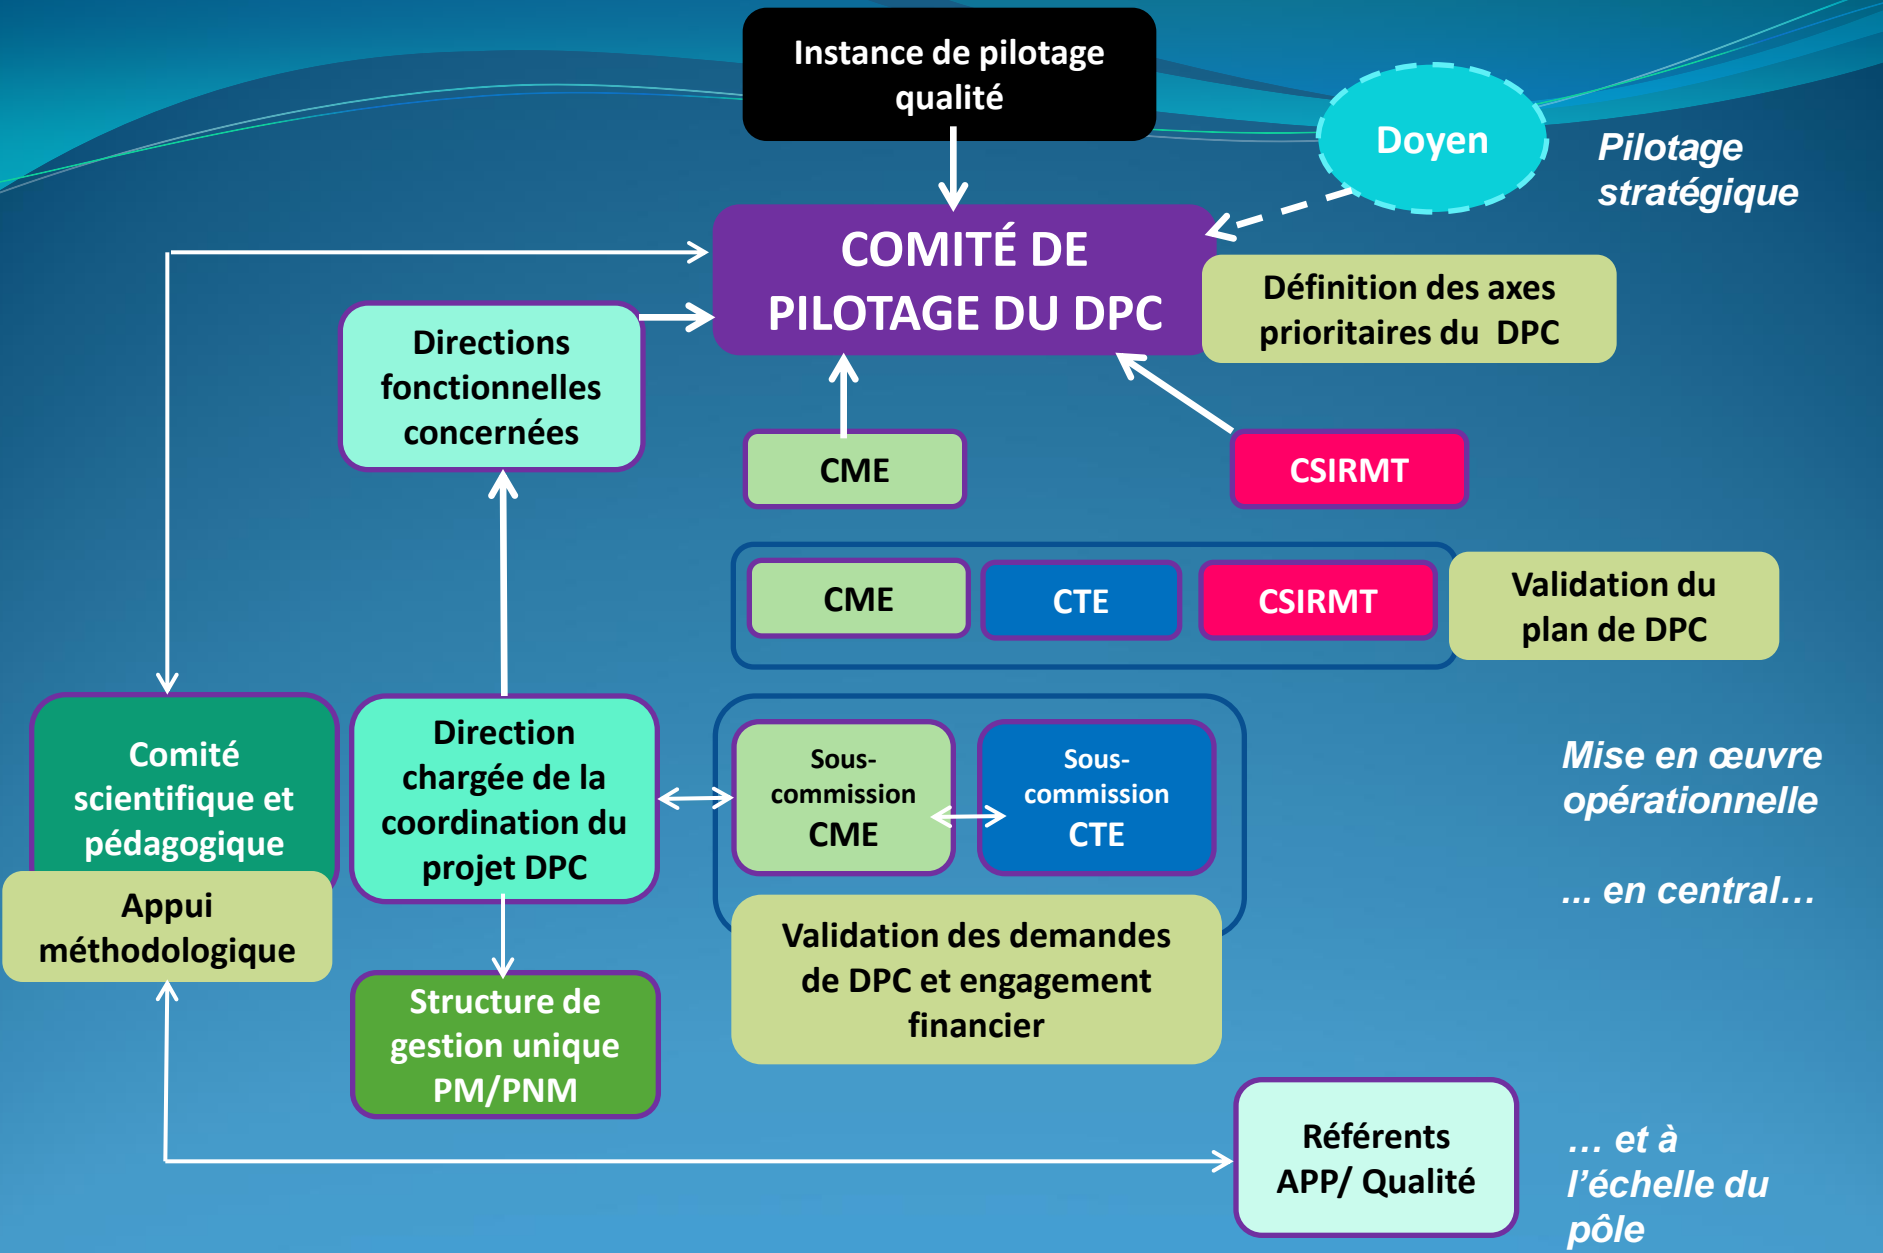 Instance de pilotage
qualité
Doyen
Pilotage
stratégique
COMITÉ DE
PILOTAGE DU DPC
Définition des axes
prioritaires du DPC
Directions
fonctionnelles
concernées
CME
CSIRMT
CME
CTE
CSIRMT
Validation du
plan de DPC
Comité
scientifique et
pédagogique
Appui
méthodologique
Direction
chargée de la
coordination du
projet DPC
Sous-
commission
CME
Sous-
commission
CTE
Mise en œuvre
opérationnelle
... en central…
Validation des demandes
de DPC et engagement
financier
Structure de
gestion unique
PM/PNM
Référents
APP/ Qualité
… et à
l’échelle du
pôle